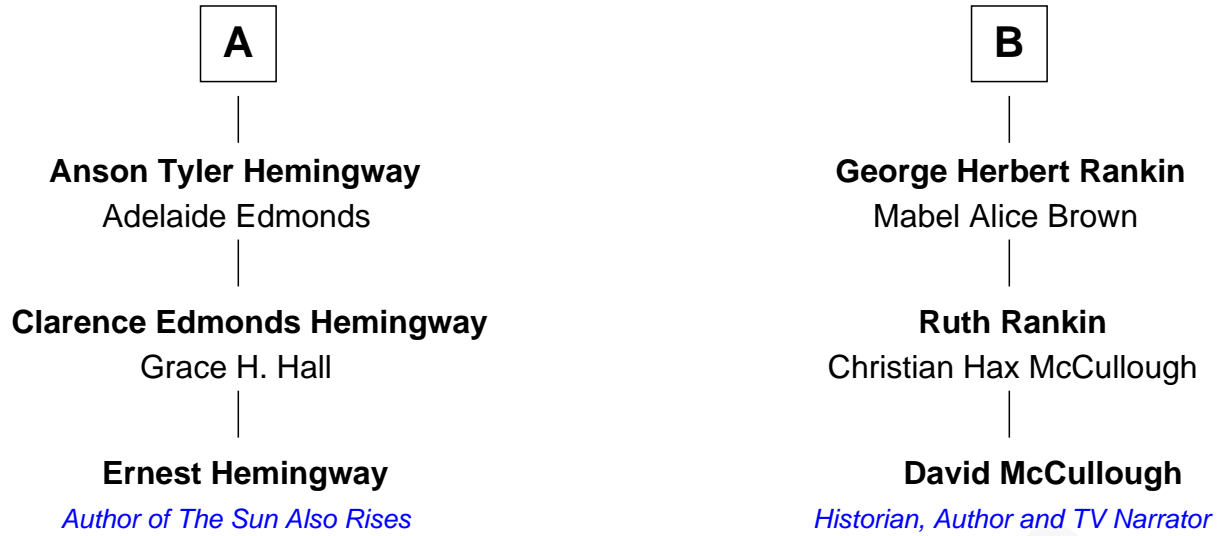 A
Anson Tyler Hemingway
Adelaide Edmonds
Clarence Edmonds Hemingway
Grace H. Hall
Ernest Hemingway
Author of The Sun Also Rises
B
George Herbert Rankin
Mabel Alice Brown
Ruth Rankin
Christian Hax McCullough
David McCullough
Historian, Author and TV Narrator